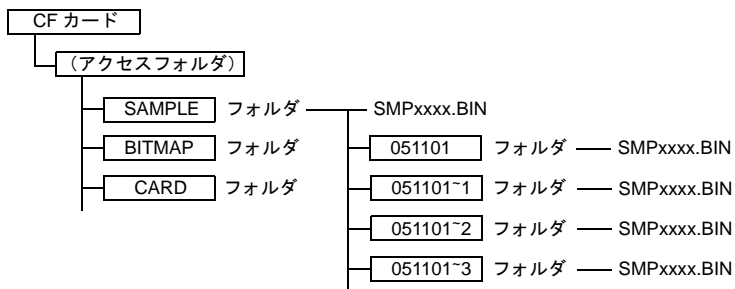 CF カード
（アクセスフォルダ）
SAMPLE フォルダ SMPxxxx.BIN
BITMAP フォルダ 051101 フォルダ SMPxxxx.BIN
CARD フォルダ 051101~1 フォルダ SMPxxxx.BIN
051101~2 フォルダ SMPxxxx.BIN
051101~3 フォルダ SMPxxxx.BIN